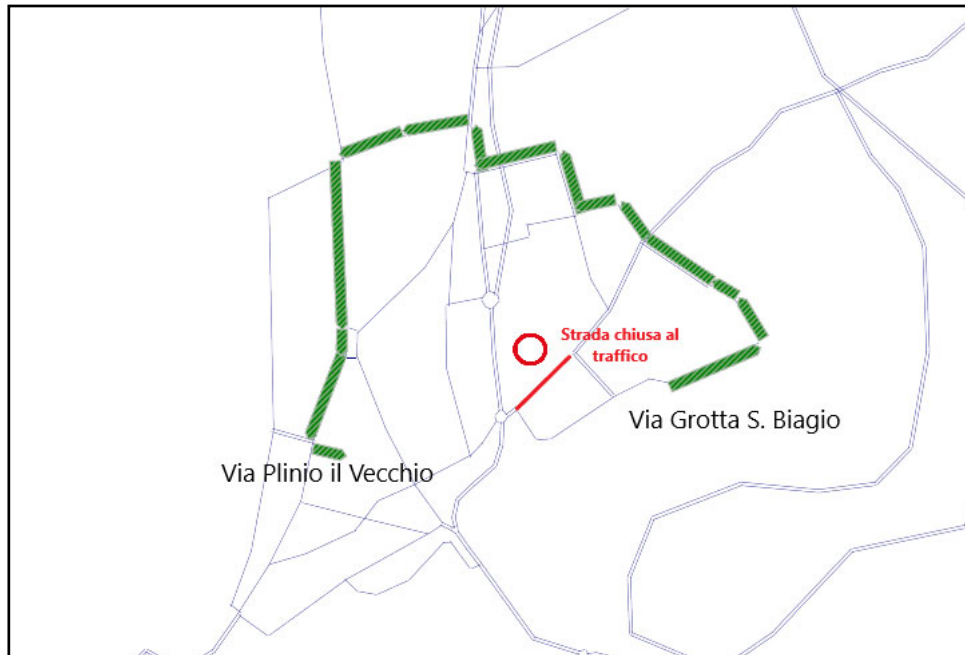 Strada chiusa al
traffico
Via Grotta S. Biagio
Via Plinio il Vecchio